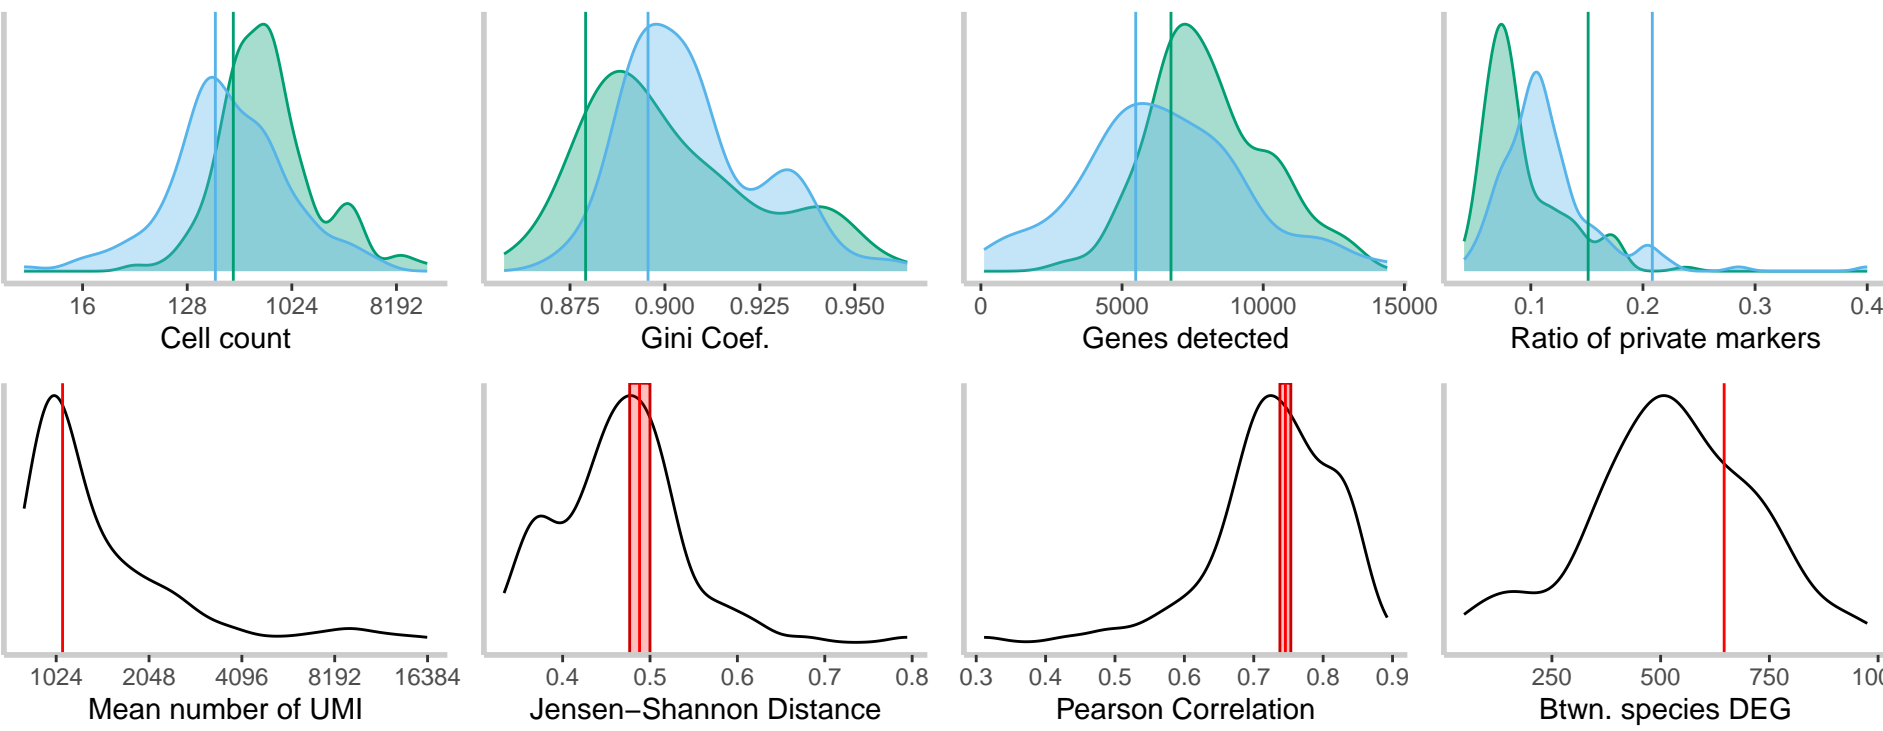 16 128 1024 8192
Cell count
0.875 0.900 0.925 0.950
Gini Coef.
0 5000 10000 15000
Genes detected
0.1 0.2 0.3 0.4
Ratio of private markers
1024 2048 4096 8192 16384
Mean number of UMI
0.4 0.5 0.6 0.7 0.8
Jensen−Shannon Distance
0.3 0.4 0.5 0.6 0.7 0.8 0.9
Pearson Correlation
250 500 750 100
Btwn. species DEG